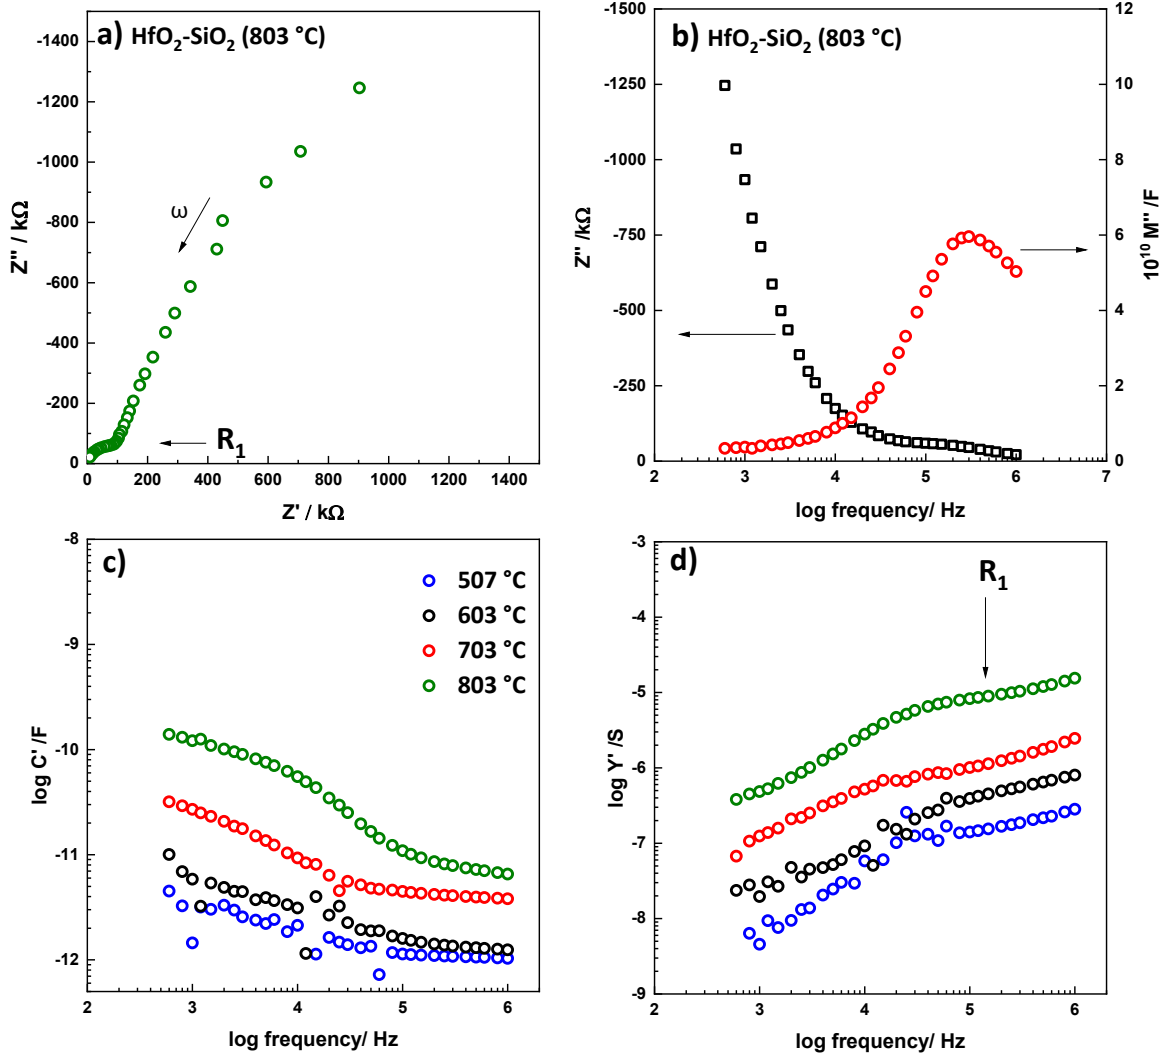 a) HfO₂-SiO₂ (803 °C)
Z'' / kΩ
-1400
-1200
-1000
-800
-600
-400
-200
0
ω
R₁
0 200 400 600 800 1000 1200 1400
Z' / kΩ
b) HfO₂-SiO₂ (803 °C)
Z'' /kΩ
-1500
-1250
-1000
-750
-500
-250
0
12
10
8
6
4
2
0
10¹⁰ M'' /F
2 3 4 5 6 7
log frequency/ Hz
c)
log C' /F
-8
-9
-10
-11
-12
507 °C
603 °C
703 °C
803 °C
2 3 4 5 6
log frequency/ Hz
d)
log Y' /S
-3
-4
-5
-6
-7
-8
-9
R₁
2 3 4 5 6
log frequency/ Hz